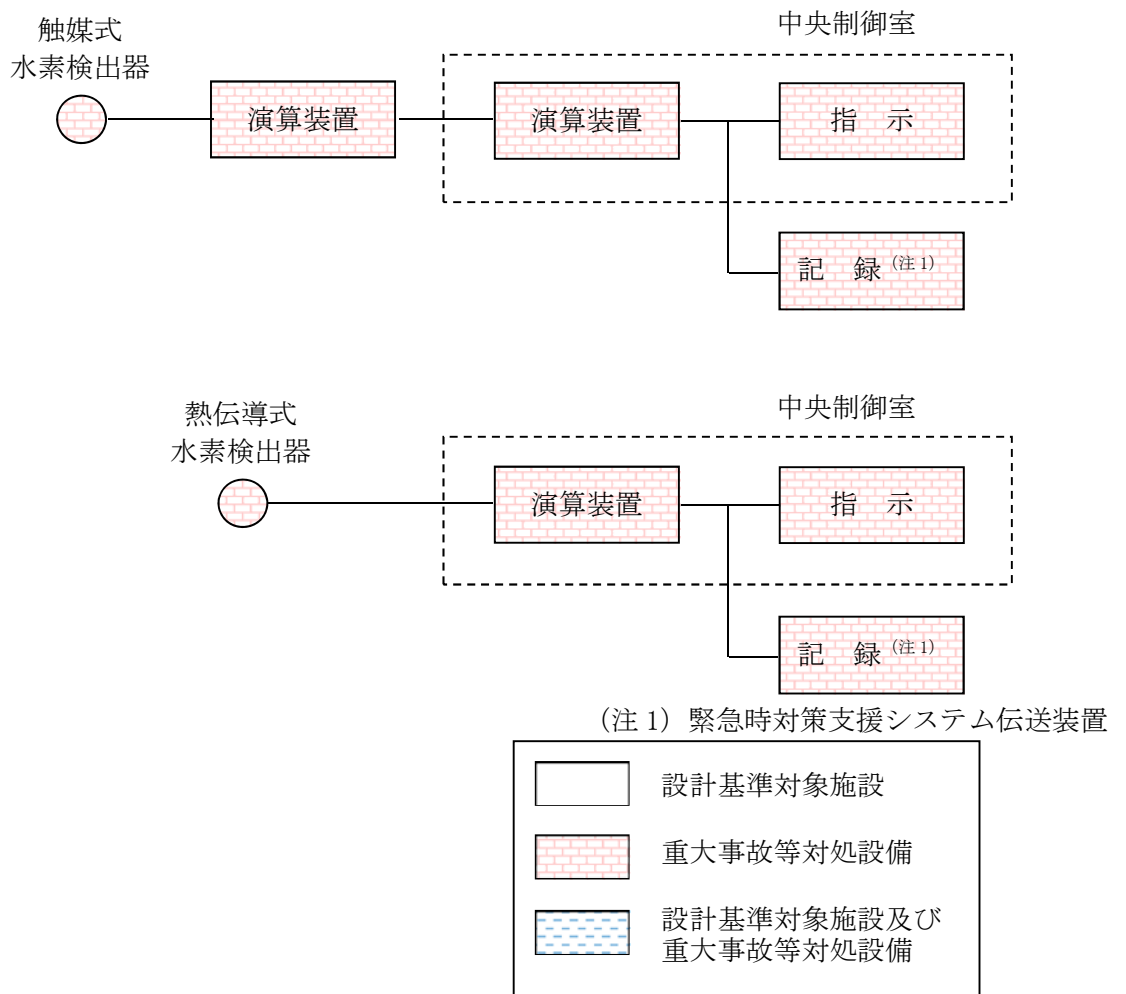 触媒式
水素検出器
中央制御室
演算装置
演算装置
指 示
記 録(注1)
熱伝導式
水素検出器
中央制御室
演算装置
指 示
記 録(注1)
(注1) 緊急時対策支援システム伝送装置
設計基準対象施設
重大事故等対処設備
設計基準対象施設及び
重大事故等対処設備